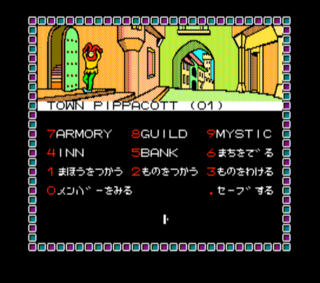 TOWN PIPPACOTT (01)
7ARMORY 8GUILD 9MYSTIC
4INN 5BANK 6まちをでる
1まほうをつかう 2ものをつかう 3ものをわける
0メンバーをみる .セーブする